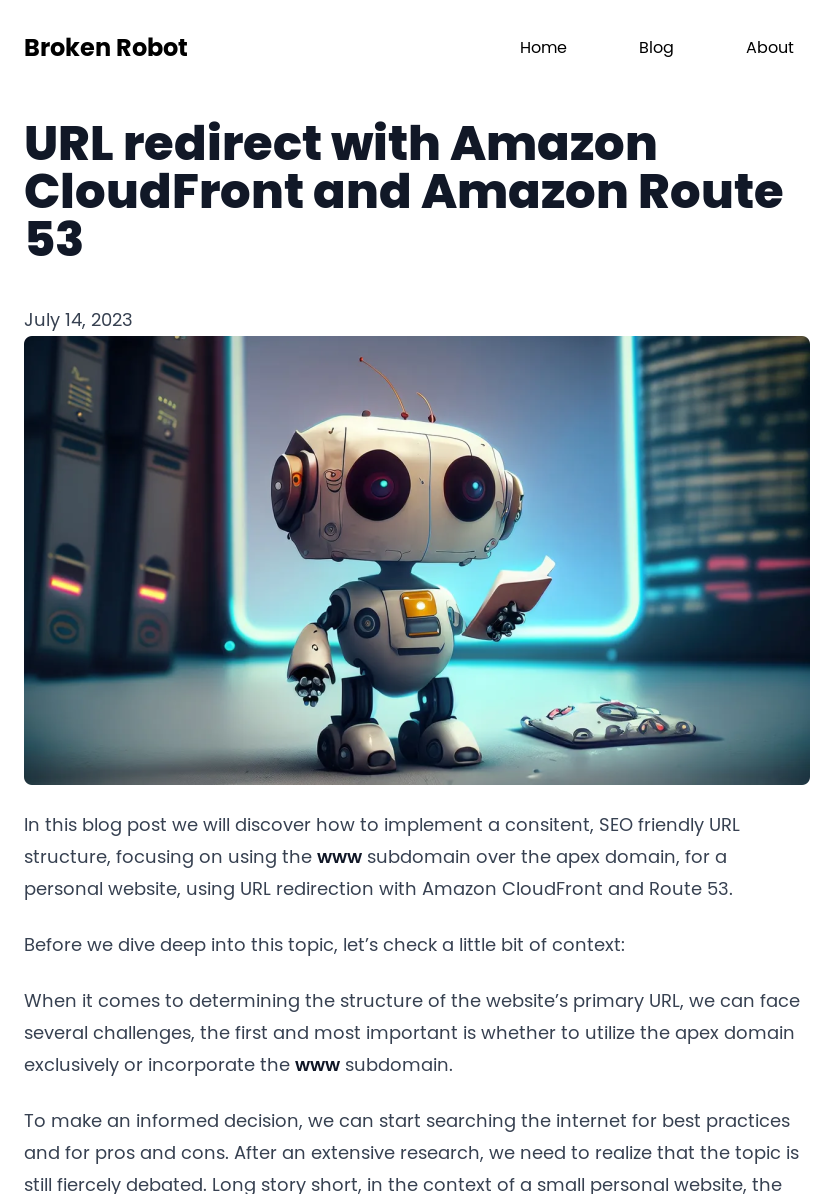 Broken Robot
Home
Blog
About
URL redirect with Amazon
CloudFront and Amazon Route
53
July 14, 2023
In this blog post we will discover how to implement a consitent, SEO friendly URL
structure, focusing on using the www subdomain over the apex domain, for a
personal website, using URL redirection with Amazon CloudFront and Route 53.
Before we dive deep into this topic, let’s check a little bit of context:
When it comes to determining the structure of the website’s primary URL, we can face
several challenges, the first and most important is whether to utilize the apex domain
exclusively or incorporate the www subdomain.
To make an informed decision, we can start searching the internet for best practices
and for pros and cons. After an extensive research, we need to realize that the topic is
still fiercely debated. Long story short, in the context of a small personal website, the